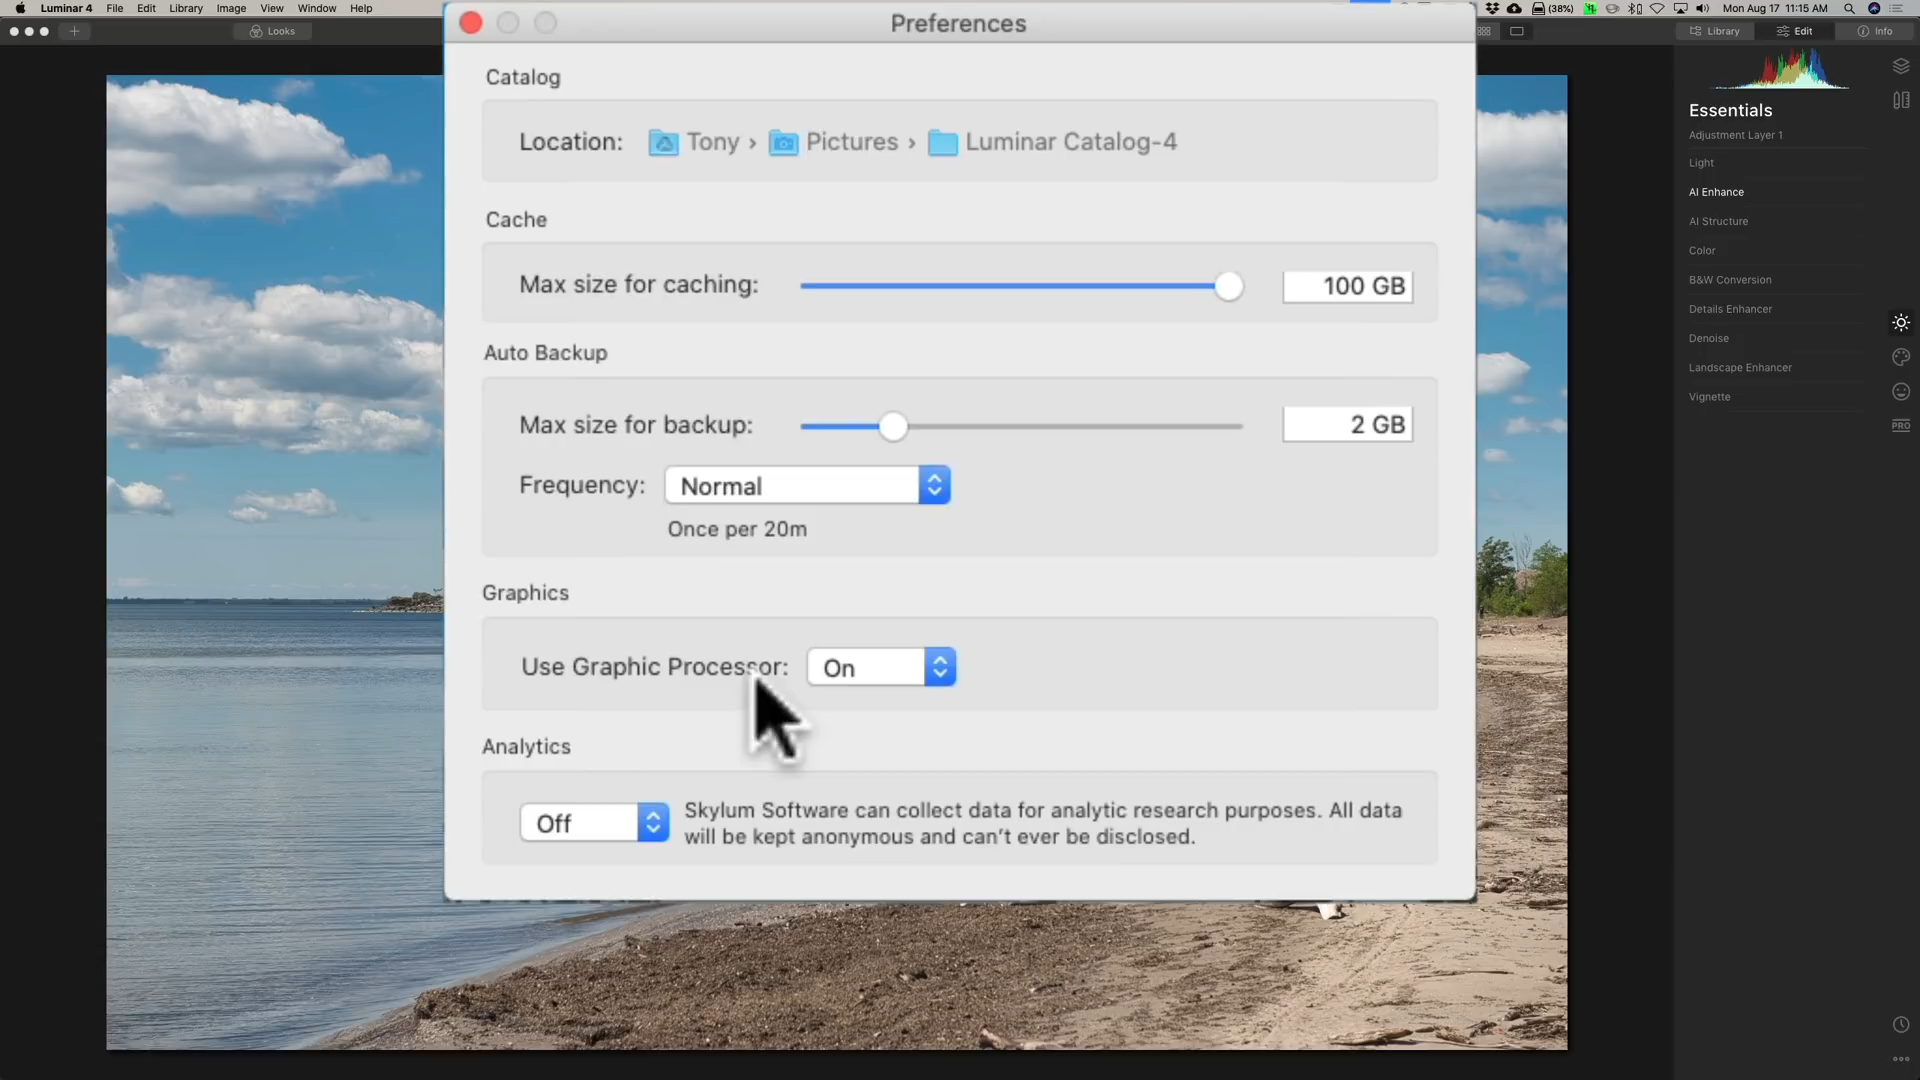 Luminar 4 File Edit Library Image View Window Help
(38%) Mon Aug 17 11:15 AM
Looks
Library Edit Info
Preferences
Catalog
Location: Tony › Pictures › Luminar Catalog-4
Cache
Max size for caching: 100 GB
Auto Backup
Max size for backup: 2 GB
Frequency: Normal
Once per 20m
Graphics
Use Graphic Processor: On
Analytics
Off
Skylum Software can collect data for analytic research purposes. All data
will be kept anonymous and can't ever be disclosed.
Essentials
Adjustment Layer 1
Light
AI Enhance
AI Structure
Color
B&W Conversion
Details Enhancer
Denoise
Landscape Enhancer
Vignette
PRO